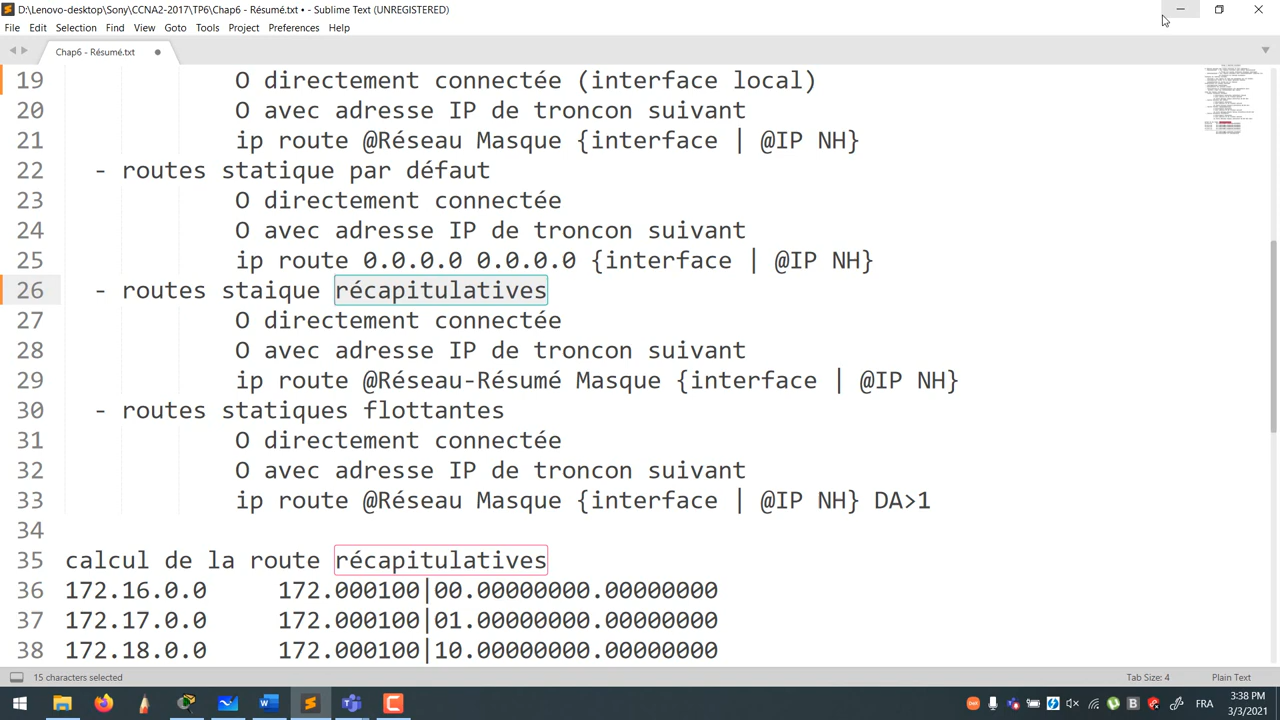 D:\Lenovo-desktop\Sony\CCNA2-2017\TP6\Chap6 - Résumé.txt • - Sublime Text (UNREGISTERED)
File Edit Selection Find View Goto Tools Project Preferences Help
Chap6 - Résumé.txt
19 O directement connectée (interface local)
20 O avec adresse IP de troncon suivant
21 ip route @Réseau Masque {interface | @IP NH}
22 - routes statique par défaut
23 O directement connectée
24 O avec adresse IP de troncon suivant
25 ip route 0.0.0.0 0.0.0.0 {interface | @IP NH}
26 - routes staique récapitulatives
27 O directement connectée
28 O avec adresse IP de troncon suivant
29 ip route @Réseau-Résumé Masque {interface | @IP NH}
30 - routes statiques flottantes
31 O directement connectée
32 O avec adresse IP de troncon suivant
33 ip route @Réseau Masque {interface | @IP NH} DA>1
34
35 calcul de la route récapitulatives
36 172.16.0.0 172.000100|00.00000000.00000000
37 172.17.0.0 172.000100|01.00000000.00000000
38 172.18.0.0 172.000100|10.00000000.00000000
15 characters selected Tab Size: 4 Plain Text
FRA 3:38 PM
3/3/2021